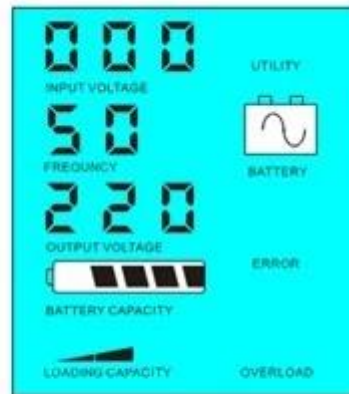 000
INPUT VOLTAGE
UTILITY
50
FREQUNCY
BATTERY
220
OUTPUT VOLTAGE
ERROR
BATTERY CAPACITY
LOADING CAPACITY
OVERLOAD